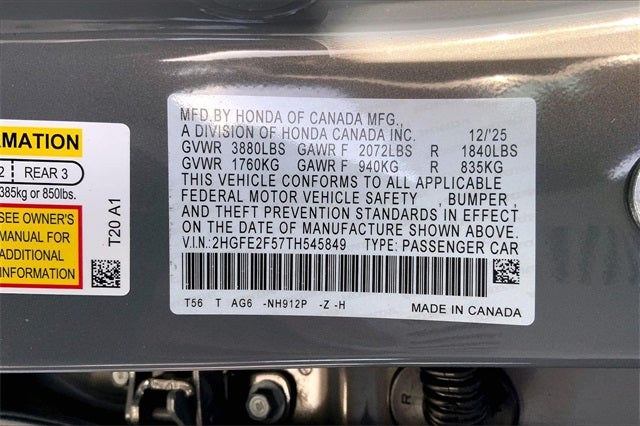 MFD.BY HONDA OF CANADA MFG.,
A DIVISION OF HONDA CANADA INC. 12/'25
GVWR 3880LBS GAWR F 2072LBS R 1840LBS
GVWR 1760KG GAWR F 940KG R 835KG
THIS VEHICLE CONFORMS TO ALL APPLICABLE
FEDERAL MOTOR VEHICLE SAFETY , BUMPER ,
AND THEFT PREVENTION STANDARDS IN EFFECT
ON THE DATE OF MANUFACTURE SHOWN ABOVE.
V.I.N.:2HGFE2F57TH545849 TYPE: PASSENGER CAR
T56 T AG6 -NH912P -Z -H
MADE IN CANADA
RMATION
2 REAR 3
385kg or 850lbs.
SEE OWNER'S
MANUAL FOR
ADDITIONAL
INFORMATION
T20 A1